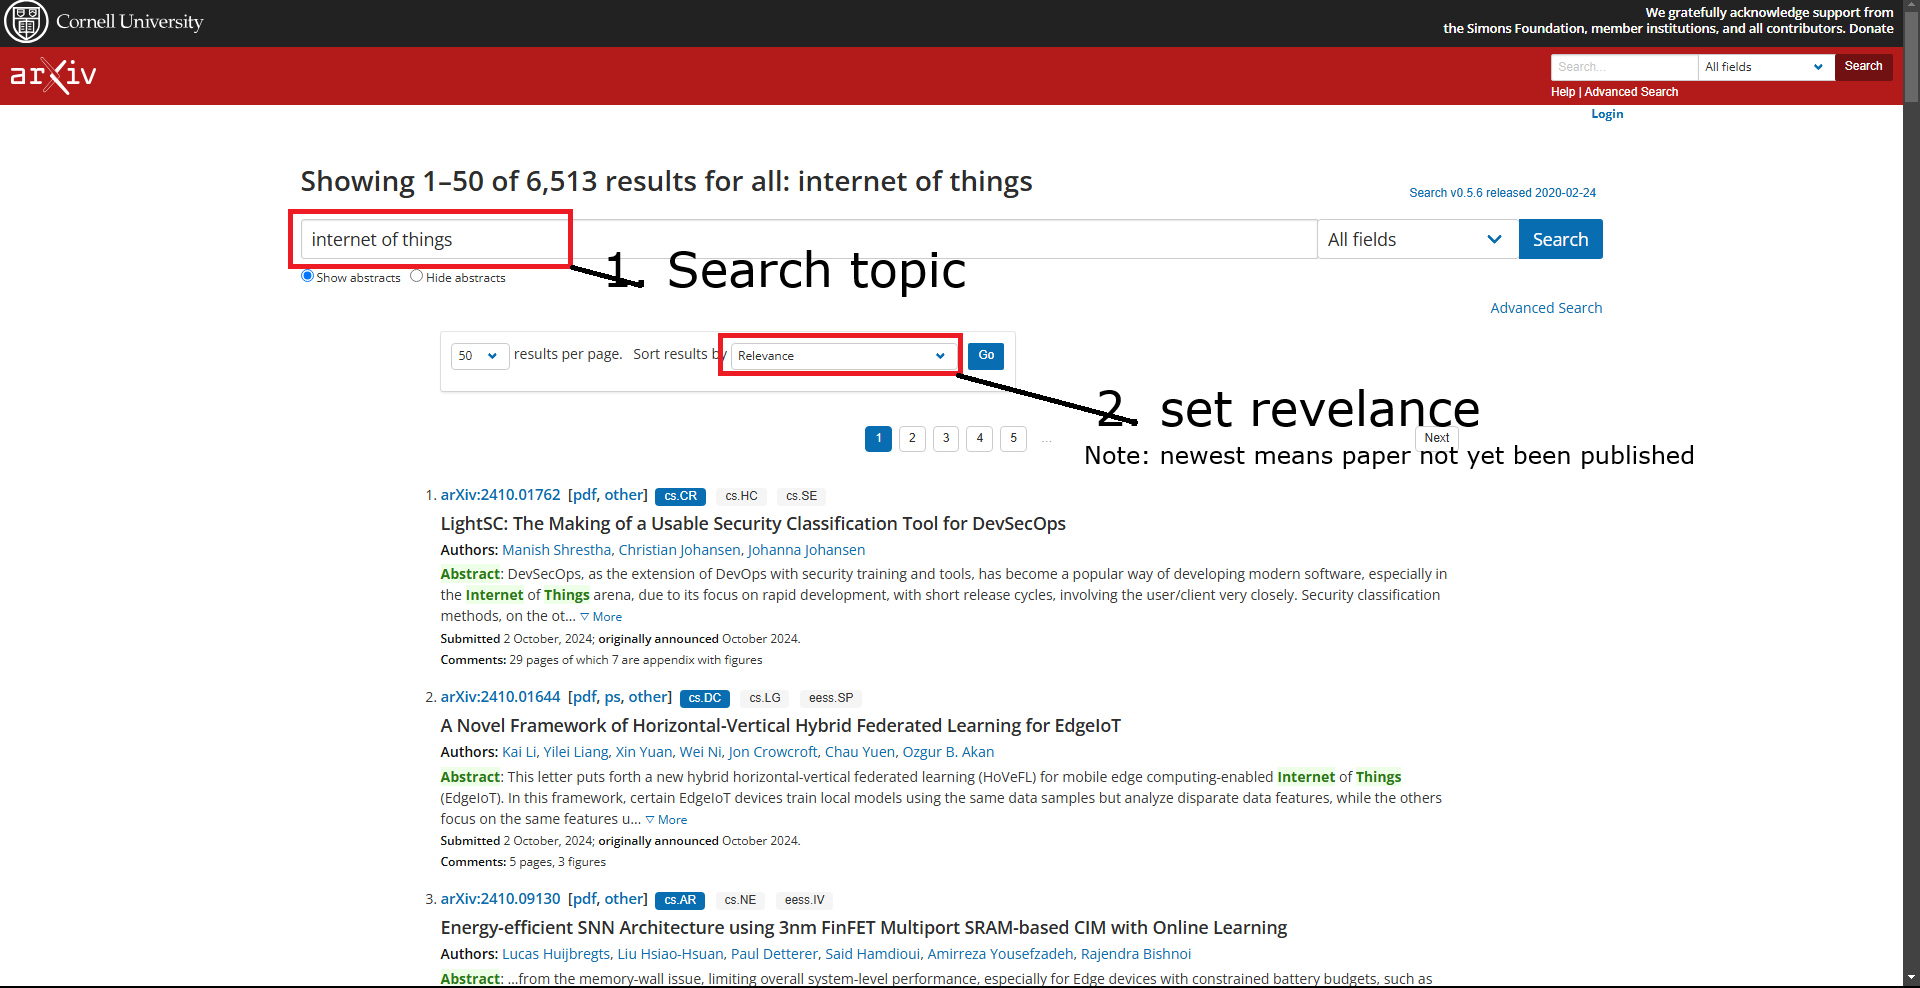 Cornell University
We gratefully acknowledge support from
the Simons Foundation, member institutions, and all contributors. Donate
arXiv
Search...
All fields
Search
Help | Advanced Search
Login
Showing 1–50 of 6,513 results for all: internet of things
Search v0.5.6 released 2020-02-24
internet of things
All fields
Search
1. Search topic
Show abstracts Hide abstracts
Advanced Search
50 results per page. Sort results by Relevance Go
2. set revelance
1 2 3 4 5 ... Next
Note: newest means paper not yet been published
1. arXiv:2410.01762 [pdf, other] cs.CR cs.HC cs.SE
LightSC: The Making of a Usable Security Classification Tool for DevSecOps
Authors: Manish Shrestha, Christian Johansen, Johanna Johansen
Abstract: DevSecOps, as the extension of DevOps with security training and tools, has become a popular way of developing modern software, especially in
the Internet of Things arena, due to its focus on rapid development, with short release cycles, involving the user/client very closely. Security classification
methods, on the ot... ▽ More
Submitted 2 October, 2024; originally announced October 2024.
Comments: 29 pages of which 7 are appendix with figures
2. arXiv:2410.01644 [pdf, ps, other] cs.DC cs.LG eess.SP
A Novel Framework of Horizontal-Vertical Hybrid Federated Learning for EdgeIoT
Authors: Kai Li, Yilei Liang, Xin Yuan, Wei Ni, Jon Crowcroft, Chau Yuen, Ozgur B. Akan
Abstract: This letter puts forth a new hybrid horizontal-vertical federated learning (HoVeFL) for mobile edge computing-enabled Internet of Things
(EdgeIoT). In this framework, certain EdgeIoT devices train local models using the same data samples but analyze disparate data features, while the others
focus on the same features u... ▽ More
Submitted 2 October, 2024; originally announced October 2024.
Comments: 5 pages, 3 figures
3. arXiv:2410.09130 [pdf, other] cs.AR cs.NE eess.IV
Energy-efficient SNN Architecture using 3nm FinFET Multiport SRAM-based CIM with Online Learning
Authors: Lucas Huijbregts, Liu Hsiao-Hsuan, Paul Detterer, Said Hamdioui, Amirreza Yousefzadeh, Rajendra Bishnoi
Abstract: ...from the memory-wall issue, limiting overall system-level performance, especially for Edge devices with constrained battery budgets, such as